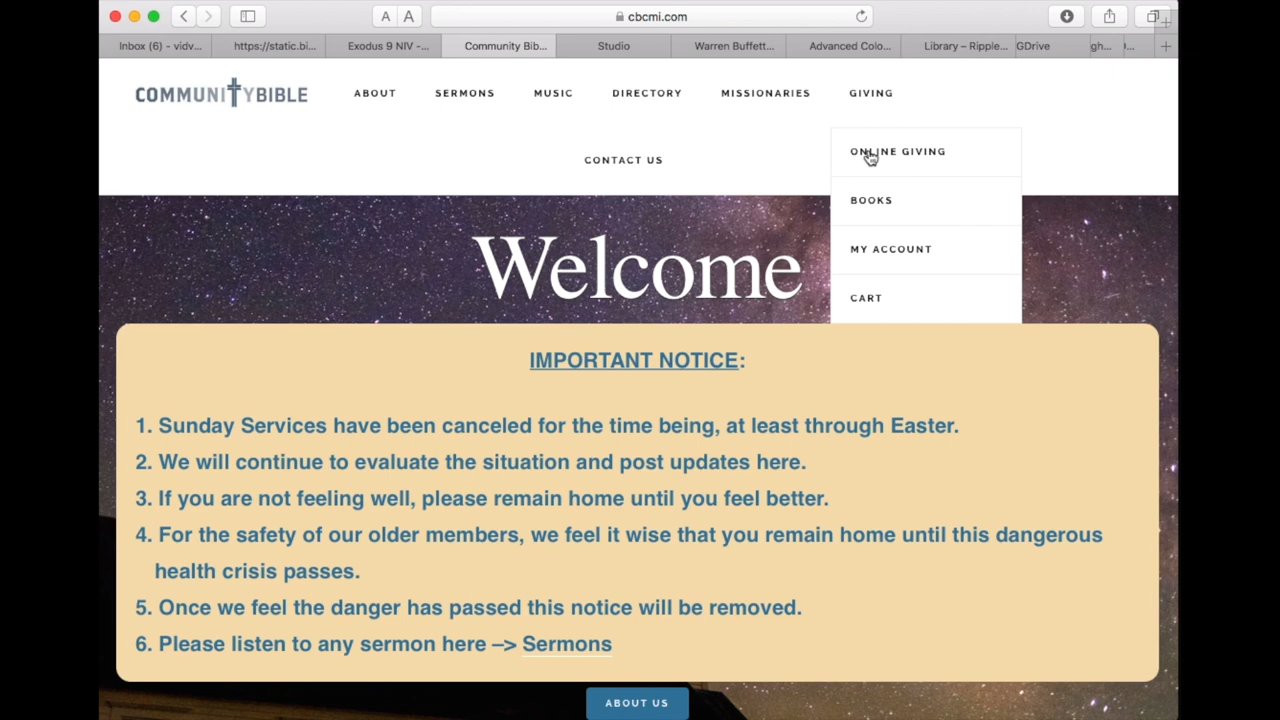 A A
cbcmi.com
Inbox (6) - vidv... https://static.bi... Exodus 9 NIV -... Community Bib... Studio Warren Buffett... Advanced Colo... Library – Ripple... GDrive gh...
COMMUNITYBIBLE
ABOUT SERMONS MUSIC DIRECTORY MISSIONARIES GIVING
CONTACT US
ONLINE GIVING
BOOKS
MY ACCOUNT
CART
Welcome
IMPORTANT NOTICE:
1. Sunday Services have been canceled for the time being, at least through Easter.
2. We will continue to evaluate the situation and post updates here.
3. If you are not feeling well, please remain home until you feel better.
4. For the safety of our older members, we feel it wise that you remain home until this dangerous
health crisis passes.
5. Once we feel the danger has passed this notice will be removed.
6. Please listen to any sermon here –> Sermons
ABOUT US